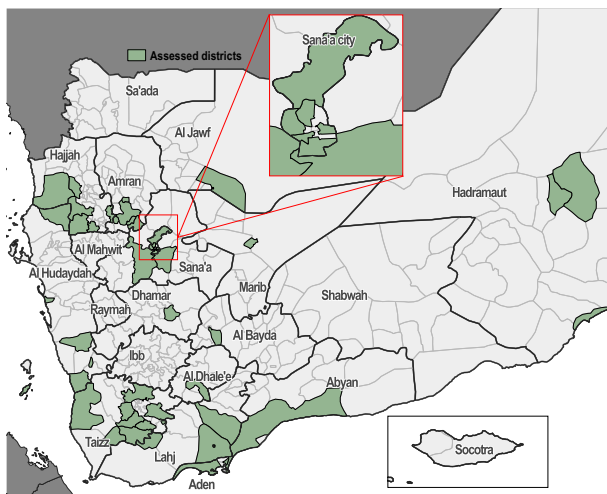 Sana'a city
Assessed districts
Sa'ada
Al Jawf
Hajjah
Amran
Hadramaut
Al Mahwit
Al Hudaydah
Sana'a
Dhamar
Marib
Shabwah
Raymah
Al Bayda
Ibb
Al Dhale'e
Abyan
Taizz
Lahj
Socotra
Aden